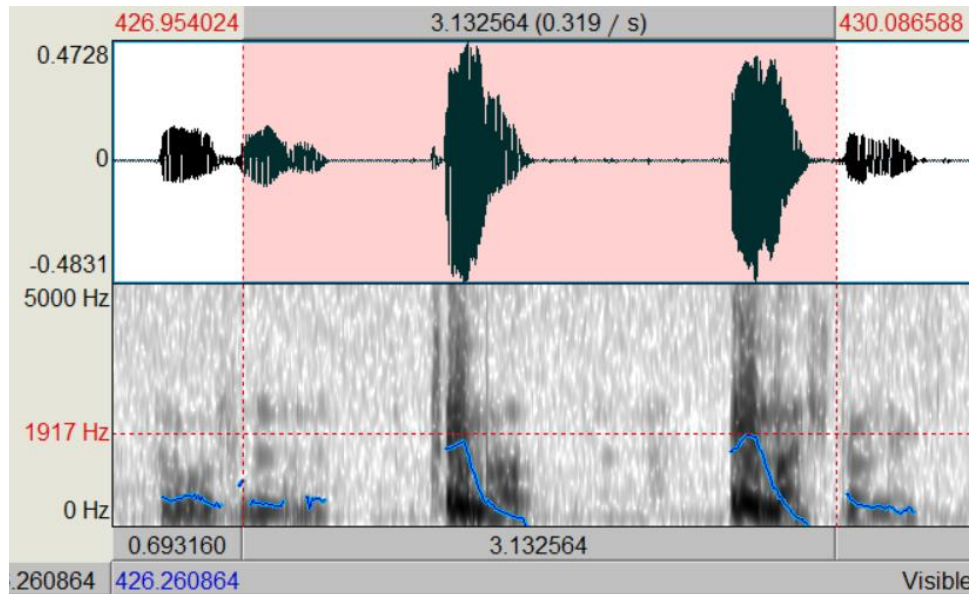 426.954024 3.132564 (0.319 / s) 430.086588
0.4728
0
-0.4831
5000 Hz
1917 Hz
0 Hz
0.693160 3.132564
.260864 426.260864 Visible